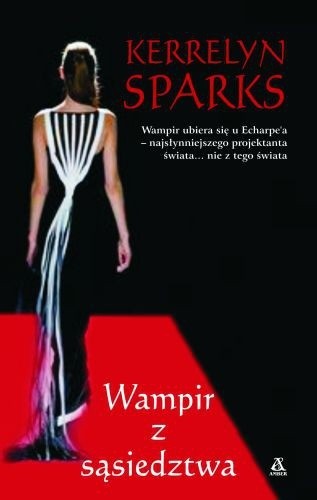 KERRELYN
SPARKS
Wampir ubiera się u Echarpe'a
– najsłynniejszego projektanta
świata... nie z tego świata
Wampir
z
sąsiedztwa
A
AMBER